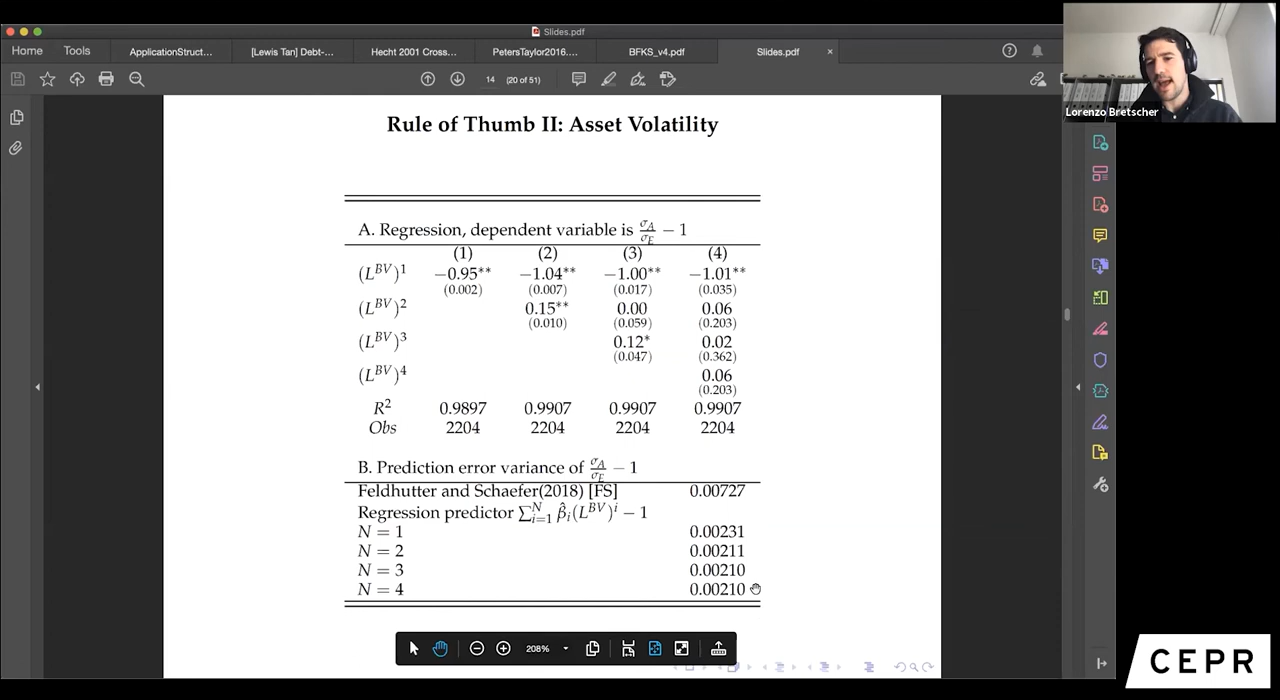 Slides.pdf
Home Tools ApplicationStruct... [Lewis Tan] Debt-... Hecht 2001 Cross... PetersTaylor2016.... BFKS_v4.pdf Slides.pdf ×
14 (20 of 51)
Lorenzo Bretscher
Rule of Thumb II: Asset Volatility
A. Regression, dependent variable is σ_A/σ_E − 1
(1) (2) (3) (4)
(L^BV)^1 −0.95** −1.04** −1.00** −1.01**
(0.002) (0.007) (0.017) (0.035)
(L^BV)^2 0.15** 0.00 0.06
(0.010) (0.059) (0.203)
(L^BV)^3 0.12* 0.02
(0.047) (0.362)
(L^BV)^4 0.06
(0.203)
R^2 0.9897 0.9907 0.9907 0.9907
Obs 2204 2204 2204 2204
B. Prediction error variance of σ_A/σ_E − 1
Feldhutter and Schaefer(2018) [FS] 0.00727
Regression predictor ∑_{i=1}^N β̂_i(L^BV)^i − 1
N = 1 0.00231
N = 2 0.00211
N = 3 0.00210
N = 4 0.00210
208%
CEPR